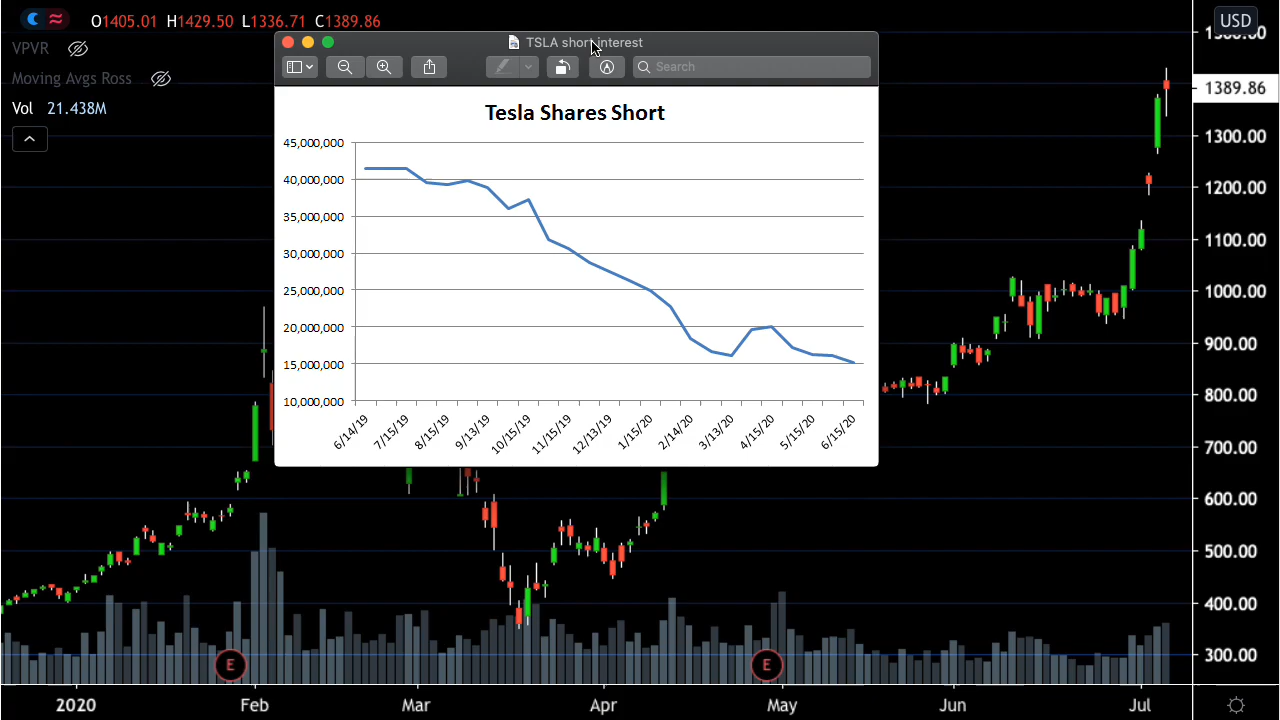 O1405.01 H1429.50 L1336.71 C1389.86
USD
VPVR
Moving Avgs Ross
Vol 21.438M
TSLA short interest
Search
Tesla Shares Short
45,000,000
40,000,000
35,000,000
30,000,000
25,000,000
20,000,000
15,000,000
10,000,000
6/14/19 7/15/19 8/15/19 9/13/19 10/15/19 11/15/19 12/13/19 1/15/20 2/14/20 3/13/20 4/15/20 5/15/20 6/15/20
1389.86
1300.00
1200.00
1100.00
1000.00
900.00
800.00
700.00
600.00
500.00
400.00
300.00
E E
2020 Feb Mar Apr May Jun Jul